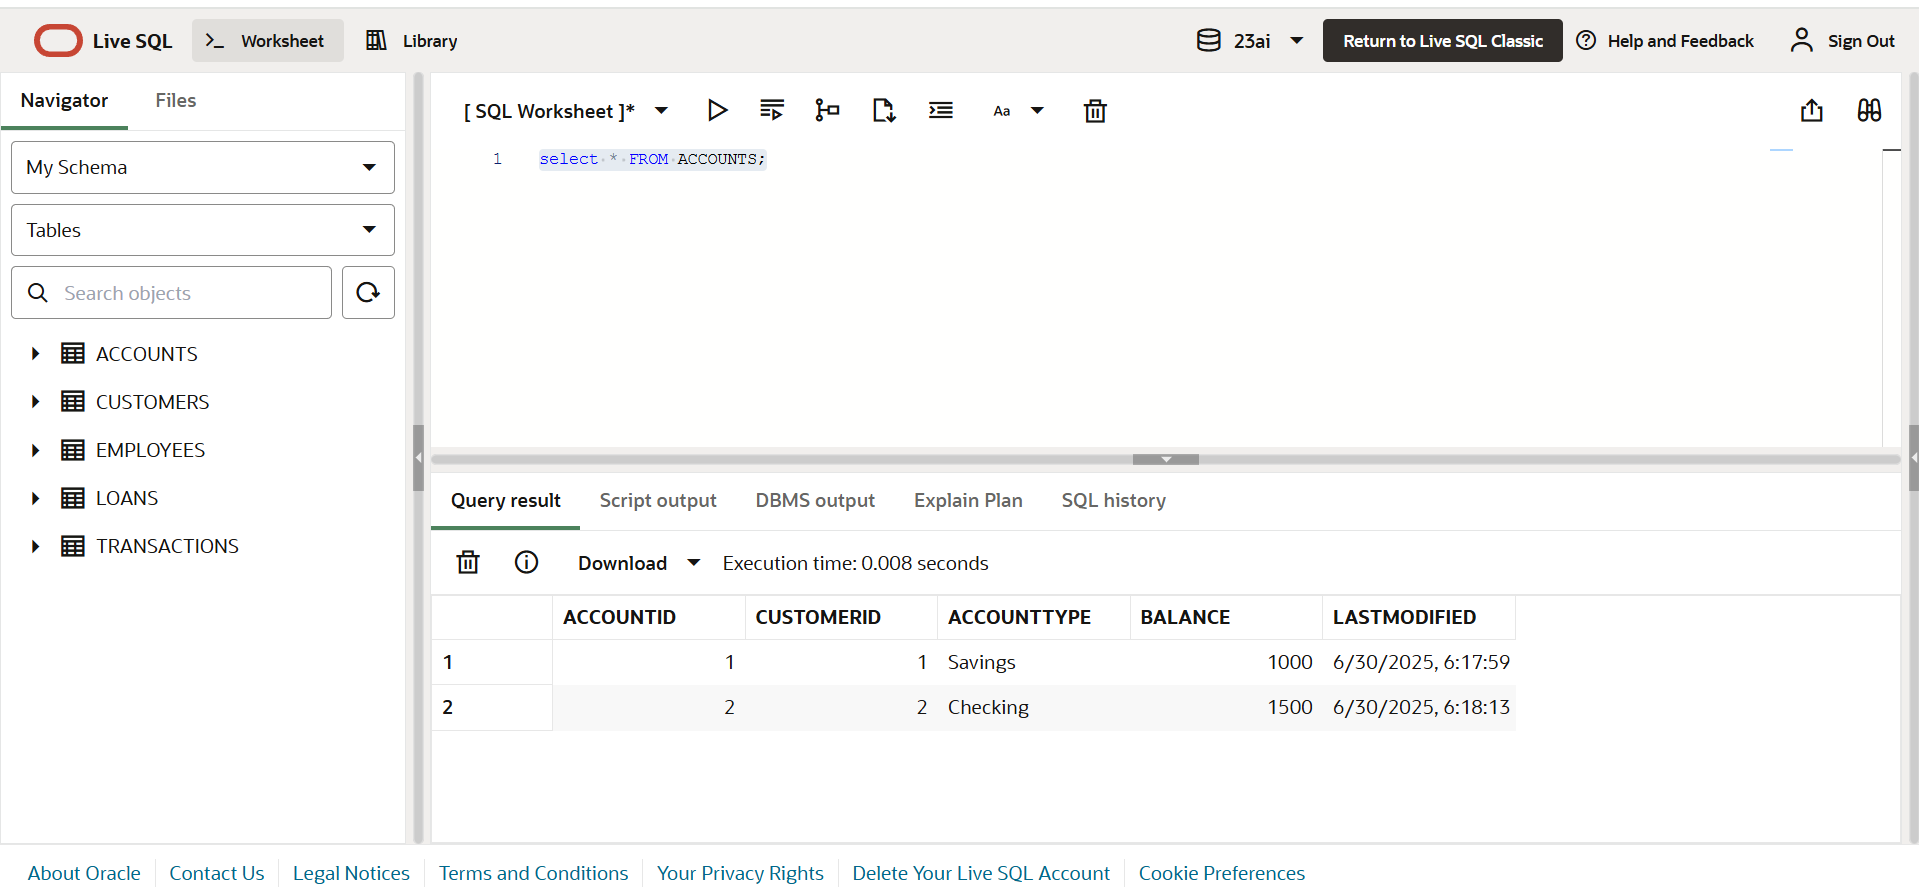 Live SQL Worksheet Library 23ai Return to Live SQL Classic Help and Feedback Sign Out
Navigator Files
My Schema
Tables
Search objects
ACCOUNTS
CUSTOMERS
EMPLOYEES
LOANS
TRANSACTIONS
[ SQL Worksheet ]* Aa
1 select * FROM ACCOUNTS;
Query result Script output DBMS output Explain Plan SQL history
Download Execution time: 0.008 seconds
ACCOUNTID CUSTOMERID ACCOUNTTYPE BALANCE LASTMODIFIED
1 1 1 Savings 1000 6/30/2025, 6:17:59
2 2 2 Checking 1500 6/30/2025, 6:18:13
About Oracle Contact Us Legal Notices Terms and Conditions Your Privacy Rights Delete Your Live SQL Account Cookie Preferences